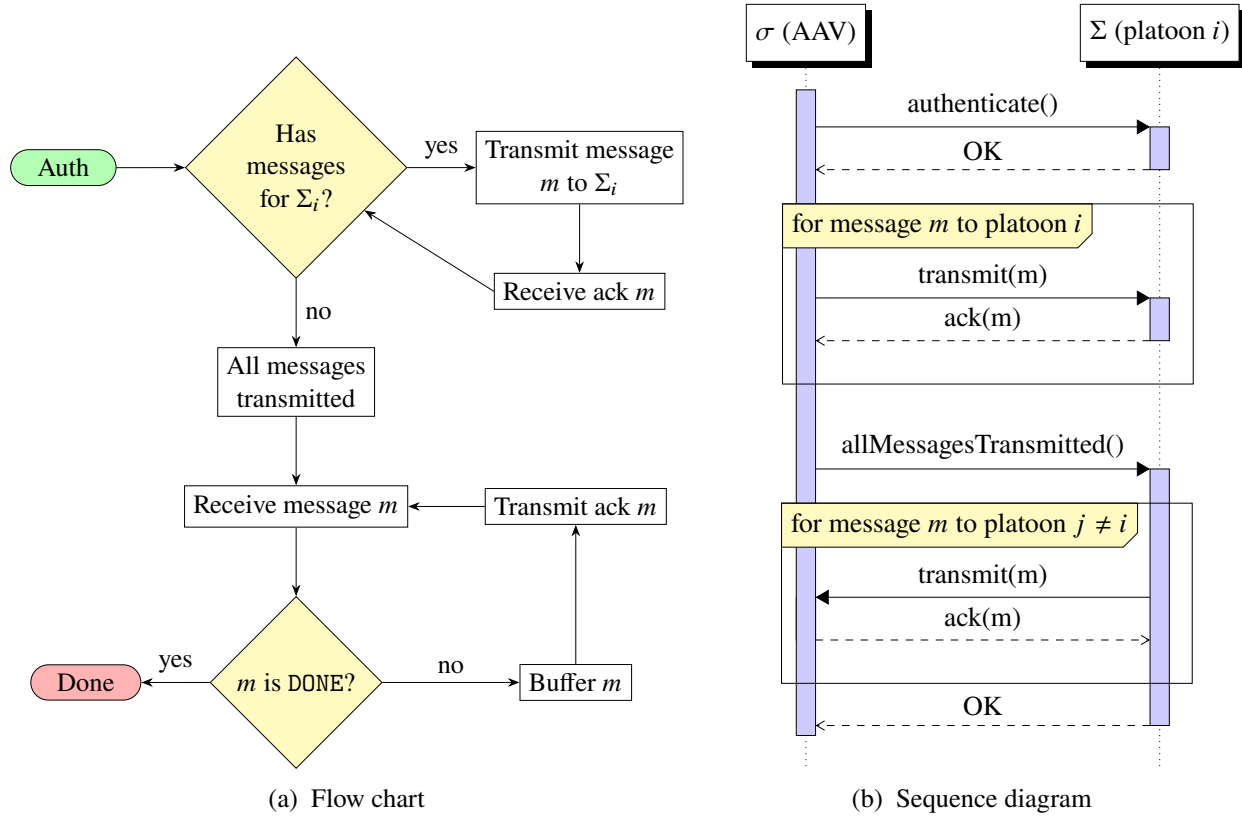 Auth
Has
messages
for Σᵢ?
yes
Transmit message
m to Σᵢ
Receive ack m
no
All messages
transmitted
Receive message m
Transmit ack m
m is DONE?
yes
Done
no
Buffer m
(a) Flow chart
σ (AAV)
Σ (platoon i)
authenticate()
OK
for message m to platoon i
transmit(m)
ack(m)
allMessagesTransmitted()
for message m to platoon j ≠ i
transmit(m)
ack(m)
OK
(b) Sequence diagram